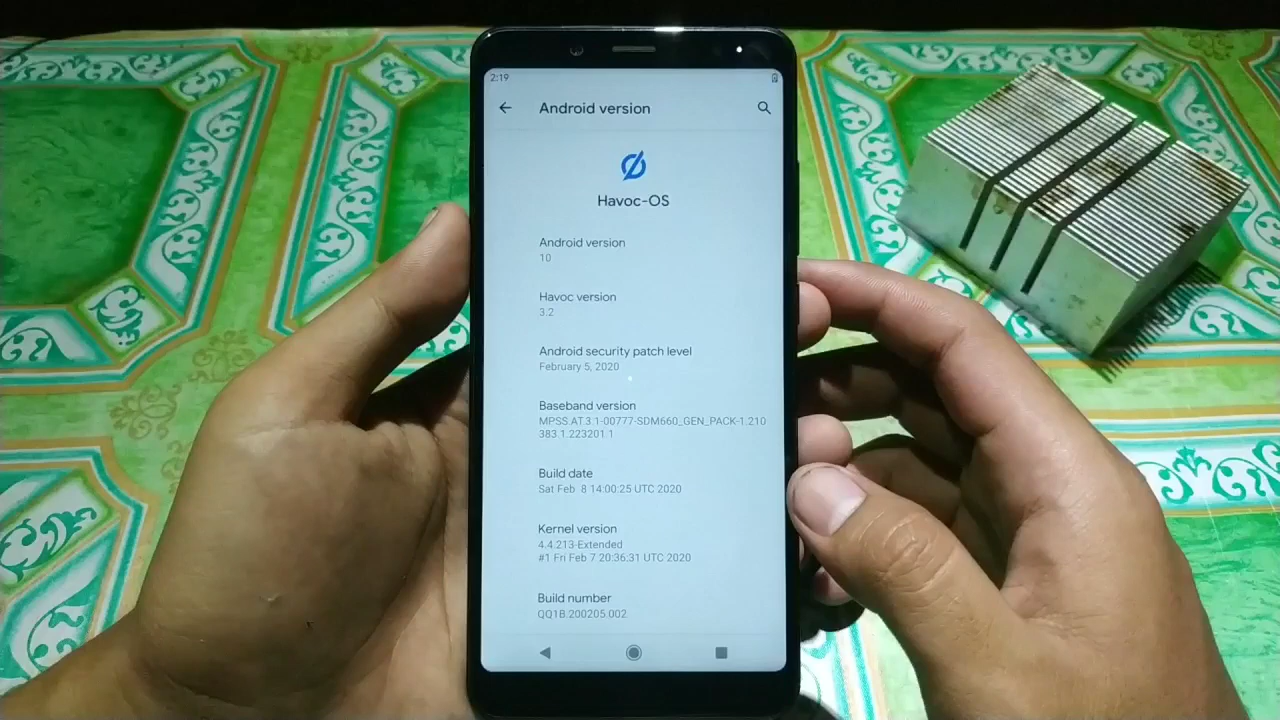 2:19
Android version
Havoc-OS
Android version
10
Havoc version
3.2
Android security patch level
February 5, 2020
Baseband version
MPSS.AT.3.1-00777-SDM660_GEN_PACK-1.210
383.1.223201.1
Build date
Sat Feb 8 14:00:25 UTC 2020
Kernel version
4.4.213-Extended
#1 Fri Feb 7 20:36:31 UTC 2020
Build number
QQ1B.200205.002